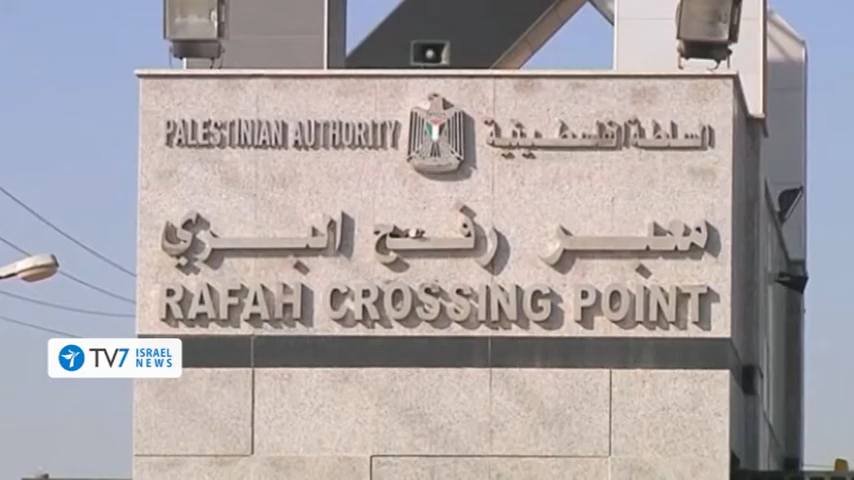 PALESTINIAN AUTHORITY السلطة الفلسطينية
معبر رفح البري
RAFAH CROSSING POINT
TV7 ISRAEL
NEWS